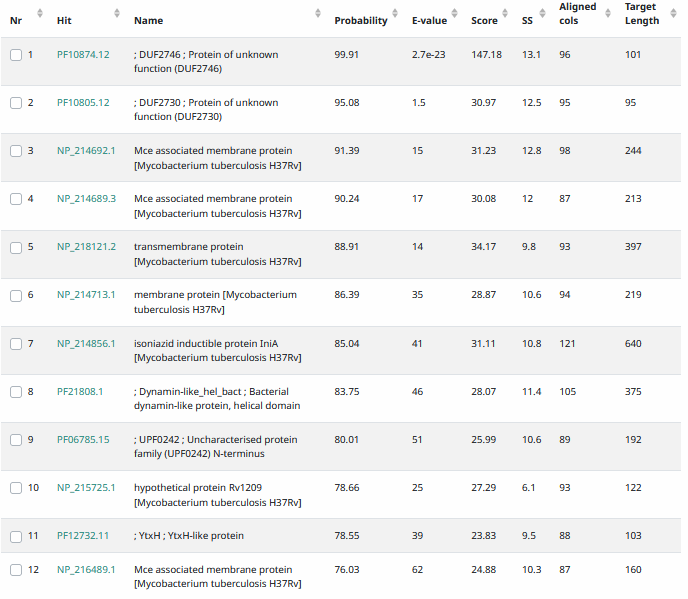 Nr Hit Name Probability E-value Score SS Aligned cols Target Length
1 PF10874.12 ; DUF2746 ; Protein of unknown 99.91 2.7e-23 147.18 13.1 96 101
function (DUF2746)
2 PF10805.12 ; DUF2730 ; Protein of unknown 95.08 1.5 30.97 12.5 95 95
function (DUF2730)
3 NP_214692.1 Mce associated membrane protein 91.39 15 31.23 12.8 98 244
[Mycobacterium tuberculosis H37Rv]
4 NP_214689.3 Mce associated membrane protein 90.24 17 30.08 12 87 213
[Mycobacterium tuberculosis H37Rv]
5 NP_218121.2 transmembrane protein 88.91 14 34.17 9.8 93 397
[Mycobacterium tuberculosis H37Rv]
6 NP_214713.1 membrane protein [Mycobacterium 86.39 35 28.87 10.6 94 219
tuberculosis H37Rv]
7 NP_214856.1 isoniazid inductible protein IniA 85.04 41 31.11 10.8 121 640
[Mycobacterium tuberculosis H37Rv]
8 PF21808.1 ; Dynamin-like_hel_bact ; Bacterial 83.75 46 28.07 11.4 105 375
dynamin-like protein, helical domain
9 PF06785.15 ; UPF0242 ; Uncharacterised protein 80.01 51 25.99 10.6 89 192
family (UPF0242) N-terminus
10 NP_215725.1 hypothetical protein Rv1209 78.66 25 27.29 6.1 93 122
[Mycobacterium tuberculosis H37Rv]
11 PF12732.11 ; YtxH ; YtxH-like protein 78.55 39 23.83 9.5 88 103
12 NP_216489.1 Mce associated membrane protein 76.03 62 24.88 10.3 87 160
[Mycobacterium tuberculosis H37Rv]